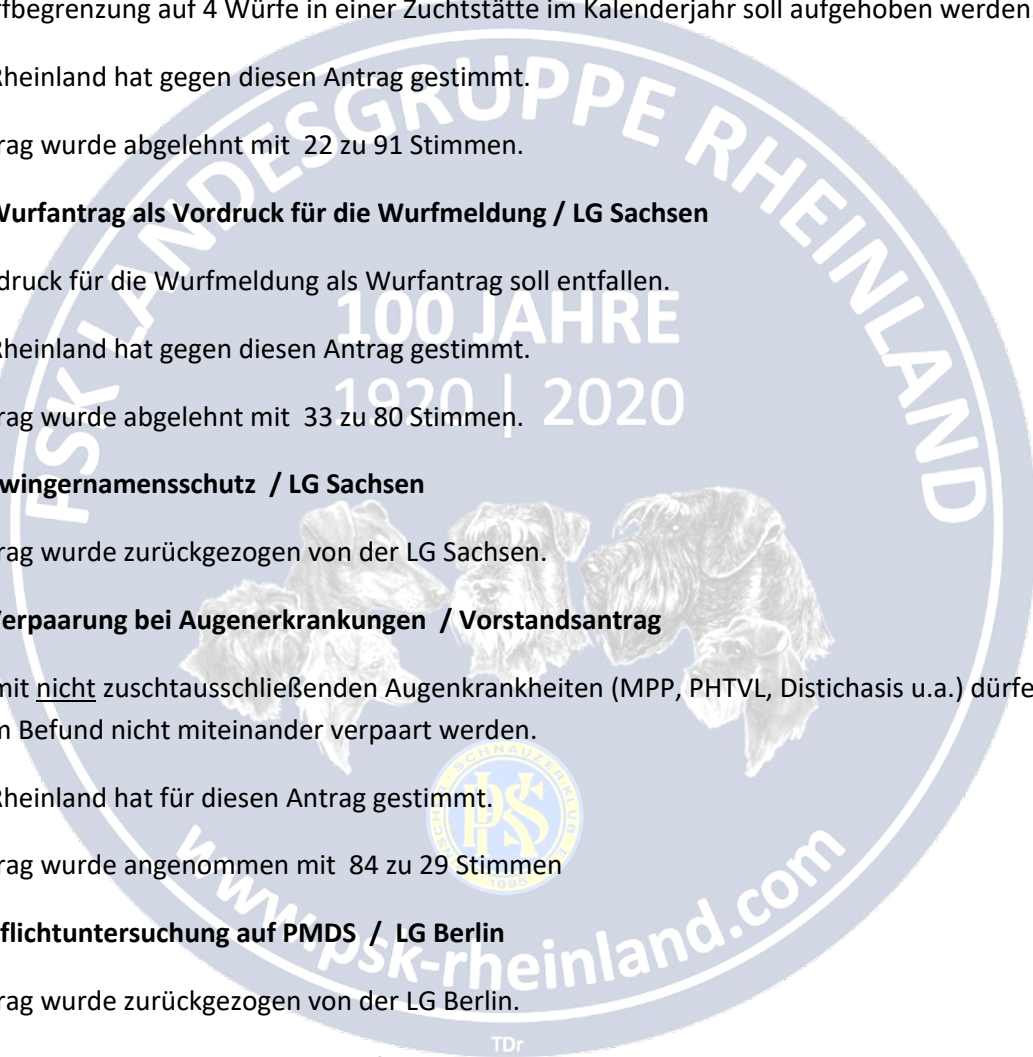 fbegrenzung auf 4 Würfe in einer Zuchtstätte im Kalenderjahr soll aufgehoben werden
Rheinland hat gegen diesen Antrag gestimmt.
rag wurde abgelehnt mit 22 zu 91 Stimmen.
Wurfantrag als Vordruck für die Wurfmeldung / LG Sachsen
druck für die Wurfmeldung als Wurfantrag soll entfallen.
Rheinland hat gegen diesen Antrag gestimmt.
rag wurde abgelehnt mit 33 zu 80 Stimmen.
wingernamensschutz / LG Sachsen
rag wurde zurückgezogen von der LG Sachsen.
Verpaarung bei Augenerkrankungen / Vorstandsantrag
mit nicht zuschtausschließenden Augenkrankheiten (MPP, PHTVL, Distichasis u.a.) dürfe
n Befund nicht miteinander verpaart werden.
Rheinland hat für diesen Antrag gestimmt.
rag wurde angenommen mit 84 zu 29 Stimmen
flichtuntersuchung auf PMDS / LG Berlin
rag wurde zurückgezogen von der LG Berlin.
PSK LANDESGRUPPE RHEINLAND
100 JAHRE
1920 | 2020
PSK
1895
www.psk-rheinland.com
TDr